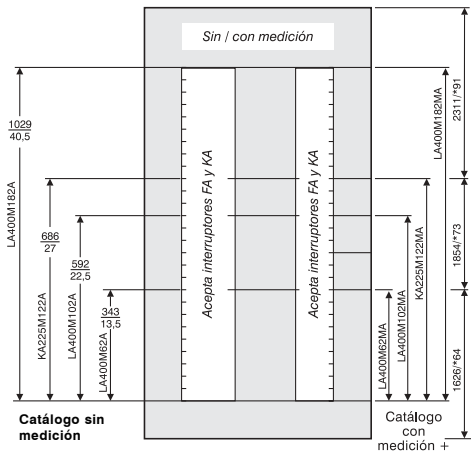 Sin / con medición
1029
40,5
LA400M182A
686
27
KA225M122A
592
22,5
LA400M102A
343
13,5
LA400M62A
Acepta interruptores FA y KA
Acepta interruptores FA y KA
LA400M62MA
LA400M102MA
KA225M122MA
LA400M182MA
2311/*91
1854/*73
1626/*64
Catálogo sin
medición
Catálogo
con
medición +